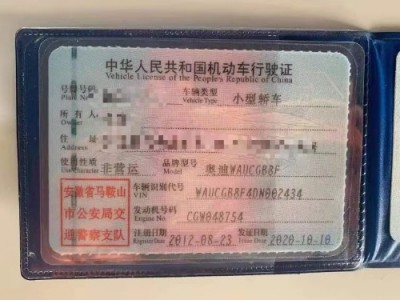 中华人民共和国机动车行驶证
Vehicle License of the People's Republic of China
号牌号码 车辆类型 小型轿车
Plate No. Vehicle Type
所有人
Owner
住址
Address
使用性质 非营运 品牌型号 奥迪WAUCGB8F
Use Character Model
安徽省马鞍山 车辆识别代号 WAUCGB8F4DN002434
VIN
市公安局交 发动机号码 CGW048754
Engine No.
通警察支队 注册日期 2012-08-23 发证日期 2020-10-10
Register Date Issue Date